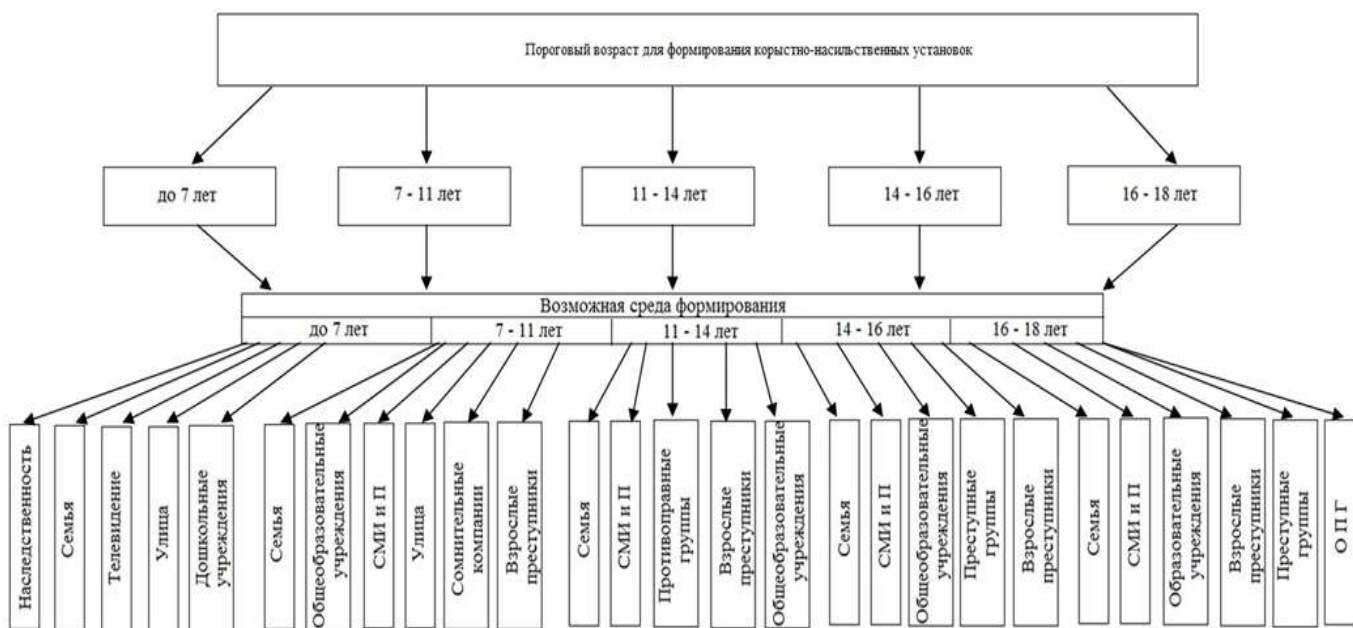 Пороговый возраст для формирования корыстно-насильственных установок
до 7 лет
7 - 11 лет
11 - 14 лет
14 - 16 лет
16 - 18 лет
Возможная среда формирования
до 7 лет
7 - 11 лет
11 - 14 лет
14 - 16 лет
16 - 18 лет
Наследственность
Семья
Телевидение
Улица
Дошкольные
учреждения
Семья
Общеобразовательные
учреждения
СМИ и П
Улица
Сомнительные
компании
Взрослые
преступники
Семья
СМИ и П
Противоправные
группы
Взрослые
преступники
Общеобразовательные
учреждения
Семья
СМИ и П
Общеобразовательные
учреждения
Преступные
группы
Взрослые
преступники
Семья
СМИ и П
Образовательные
учреждения
Взрослые
преступники
Преступные
группы
О П Г